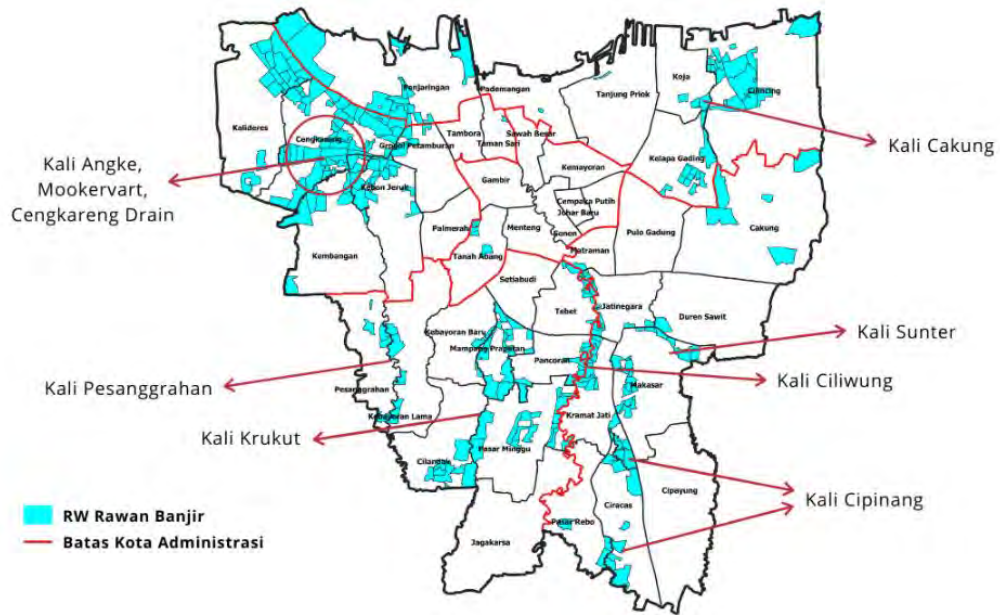 Penjaringan
Pademangan
Tanjung Priok
Koja
Cilincing
Kalideres
Cengkareng
Grogol Petamburan
Tambora
Taman Sari
Sawah Besar
Kali Cakung
Kali Angke,
Mookervart,
Cengkareng Drain
Kebon Jeruk
Gambir
Kemayoran
Kelapa Gading
Cempaka Putih
Johar Baru
Palmerah
Menteng
Senen
Pulo Gadung
Cakung
Kembangan
Tanah Abang
Matraman
Setiabudi
Tebet
Jatinegara
Duren Sawit
Kebayoran Baru
Mampang Prapatan
Pancoran
Kali Sunter
Kali Pesanggrahan
Pesanggrahan
Makasar
Kali Ciliwung
Kebayoran Lama
Kramat Jati
Kali Krukut
Cilandak
Pasar Minggu
Cipayung
Kali Cipinang
Ciracas
RW Rawan Banjir
Pasar Rebo
Batas Kota Administrasi
Jagakarsa